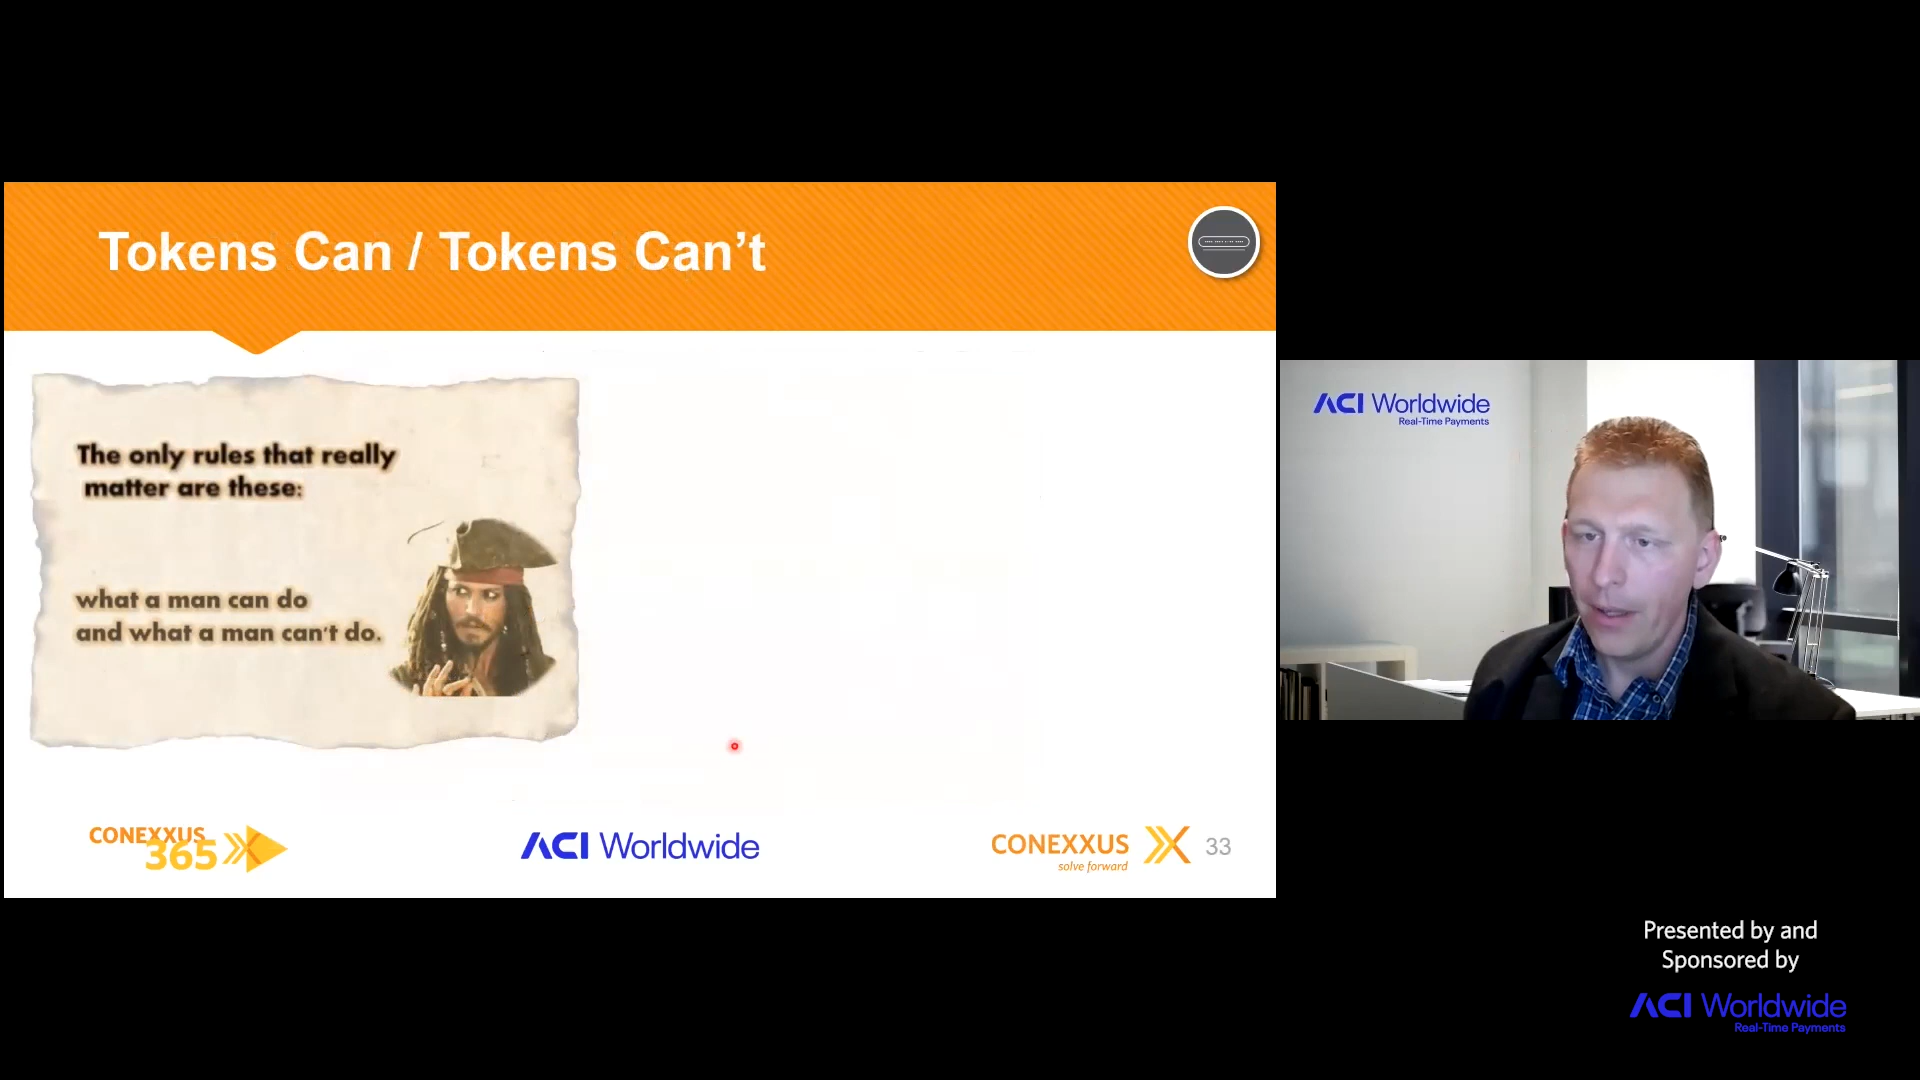 Tokens Can / Tokens Can’t
The only rules that really
matter are these:
what a man can do
and what a man can't do.
CONEXXUS
365
ACI Worldwide
CONEXXUS
solve forward
33
ACI Worldwide
Real-Time Payments
Presented by and
Sponsored by
ACI Worldwide
Real-Time Payments